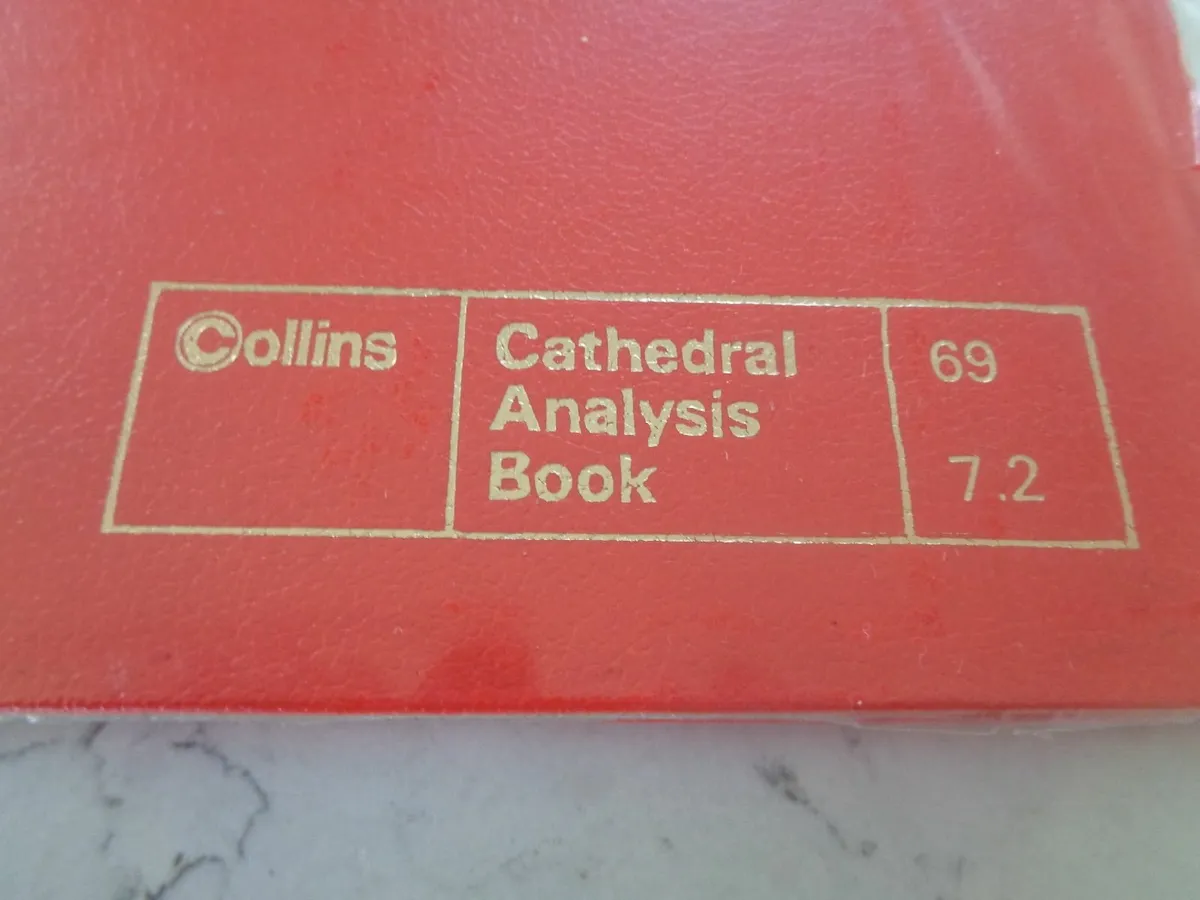 Collins
Cathedral
Analysis
Book
69
7.2